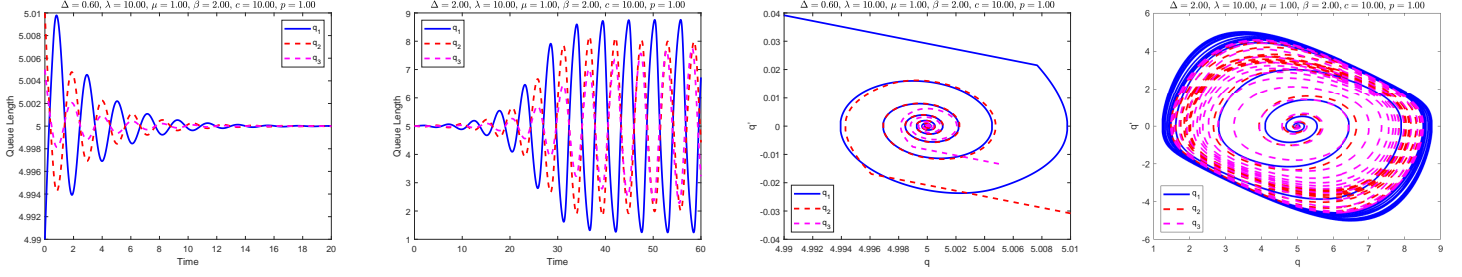 Δ = 0.60, λ = 10.00, μ = 1.00, β = 2.00, c = 10.00, p = 1.00
5.01
5.008
5.006
5.004
5.002
5
4.998
4.996
4.994
4.992
4.99
0 2 4 6 8 10 12 14 16 18 20
Queue Length
Time
q1
q2
q3
Δ = 2.00, λ = 10.00, μ = 1.00, β = 2.00, c = 10.00, p = 1.00
9
8
7
6
5
4
3
2
1
0 10 20 30 40 50 60
Queue Length
Time
q1
q2
q3
Δ = 0.60, λ = 10.00, μ = 1.00, β = 2.00, c = 10.00, p = 1.00
0.04
0.03
0.02
0.01
0
-0.01
-0.02
-0.03
-0.04
4.99 4.992 4.994 4.996 4.998 5 5.002 5.004 5.006 5.008 5.01
q'
q
q1
q2
q3
Δ = 2.00, λ = 10.00, μ = 1.00, β = 2.00, c = 10.00, p = 1.00
6
4
2
0
-2
-4
-6
1 2 3 4 5 6 7 8 9
q'
q
q1
q2
q3